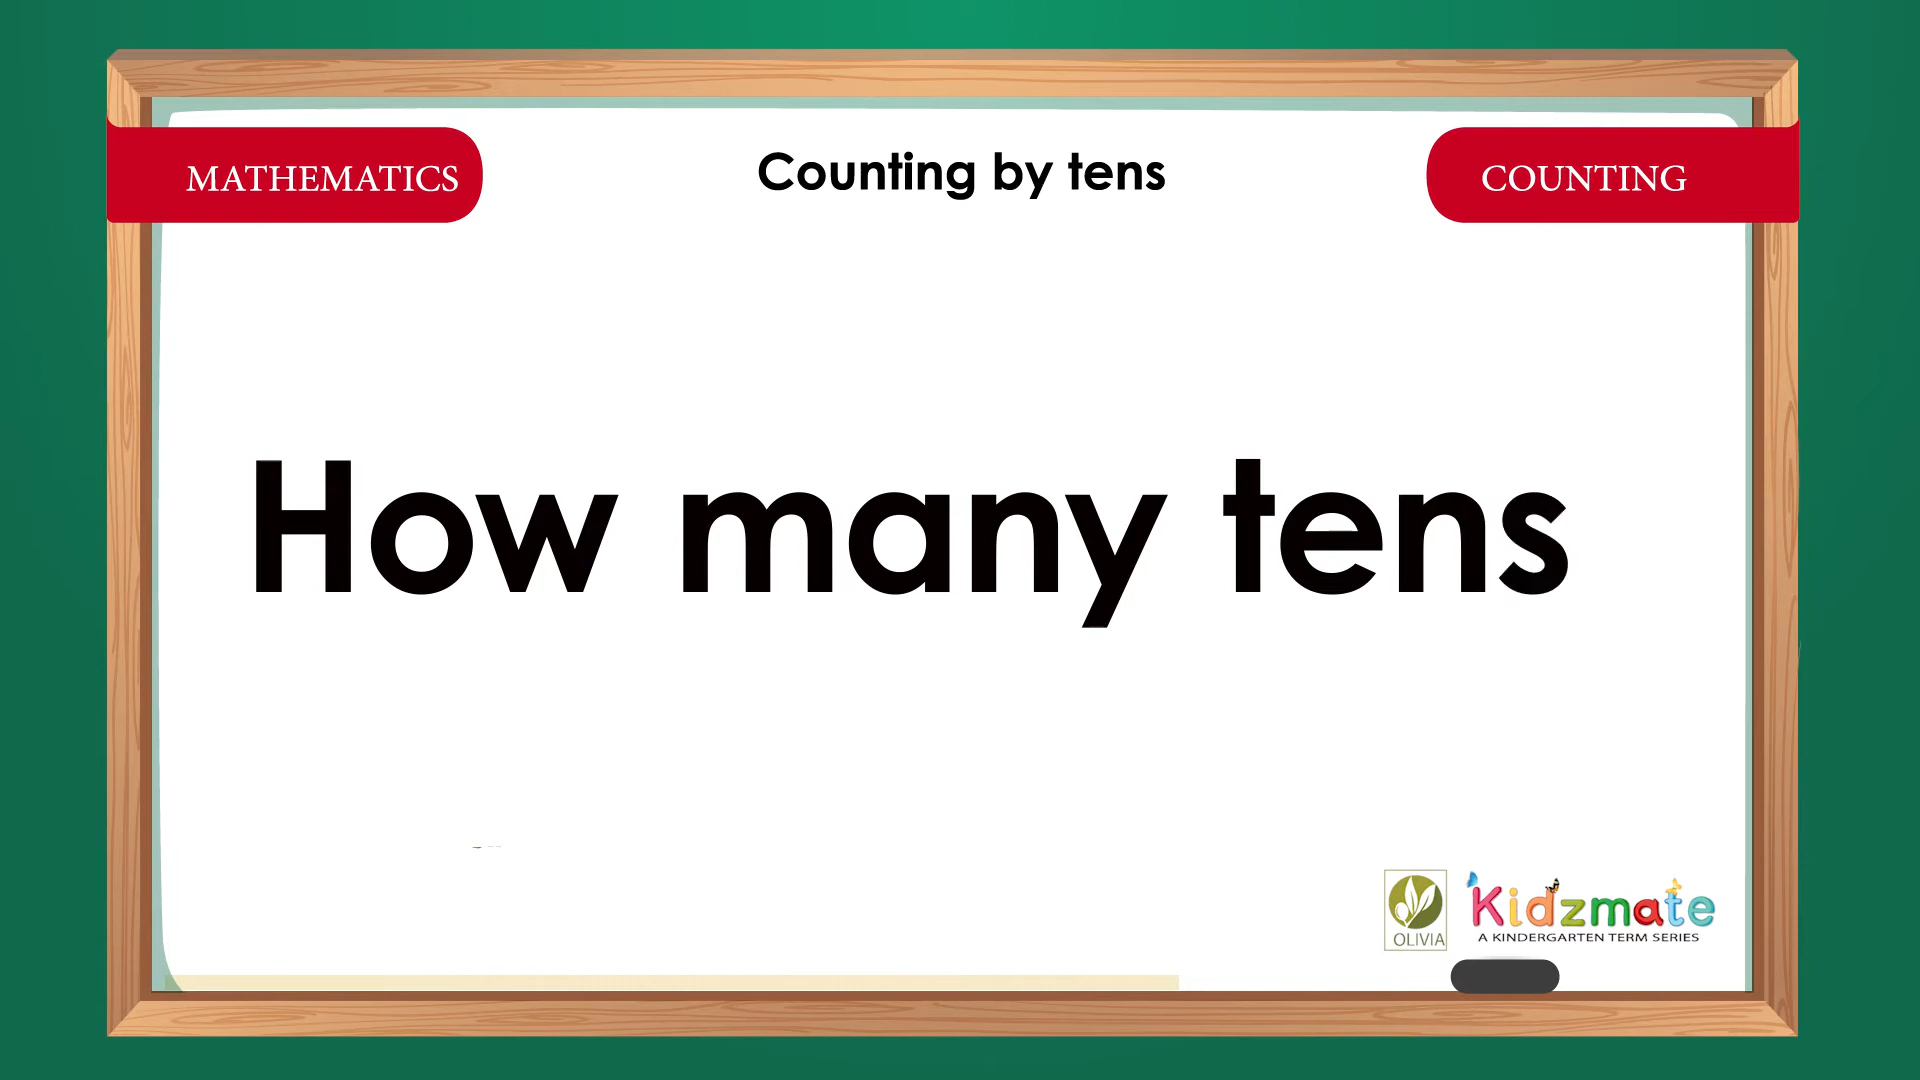 MATHEMATICS
Counting by tens
COUNTING
How many tens
OLIVIA
Kidzmate
A KINDERGARTEN TERM SERIES